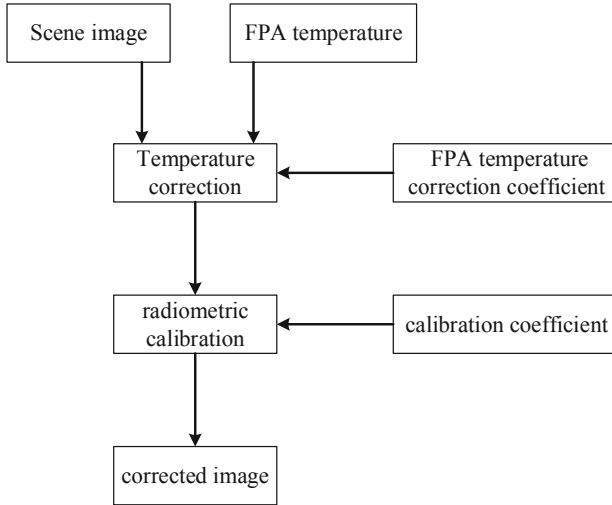 Scene image
FPA temperature
Temperature
correction
FPA temperature
correction coefficient
radiometric
calibration
calibration coefficient
corrected image